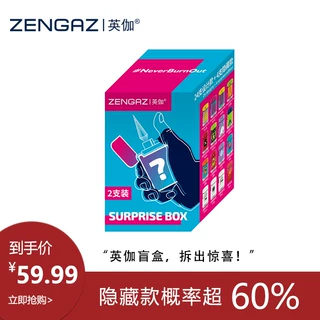 ZENGAZ|英伽®
#NeverBurnOut
ZENGAZ|英伽®
2支装
?
SURPRISE BOX
到手价
¥59.99
立即抢购>
“英伽盲盒，拆出惊喜！”
隐藏款概率超 60%